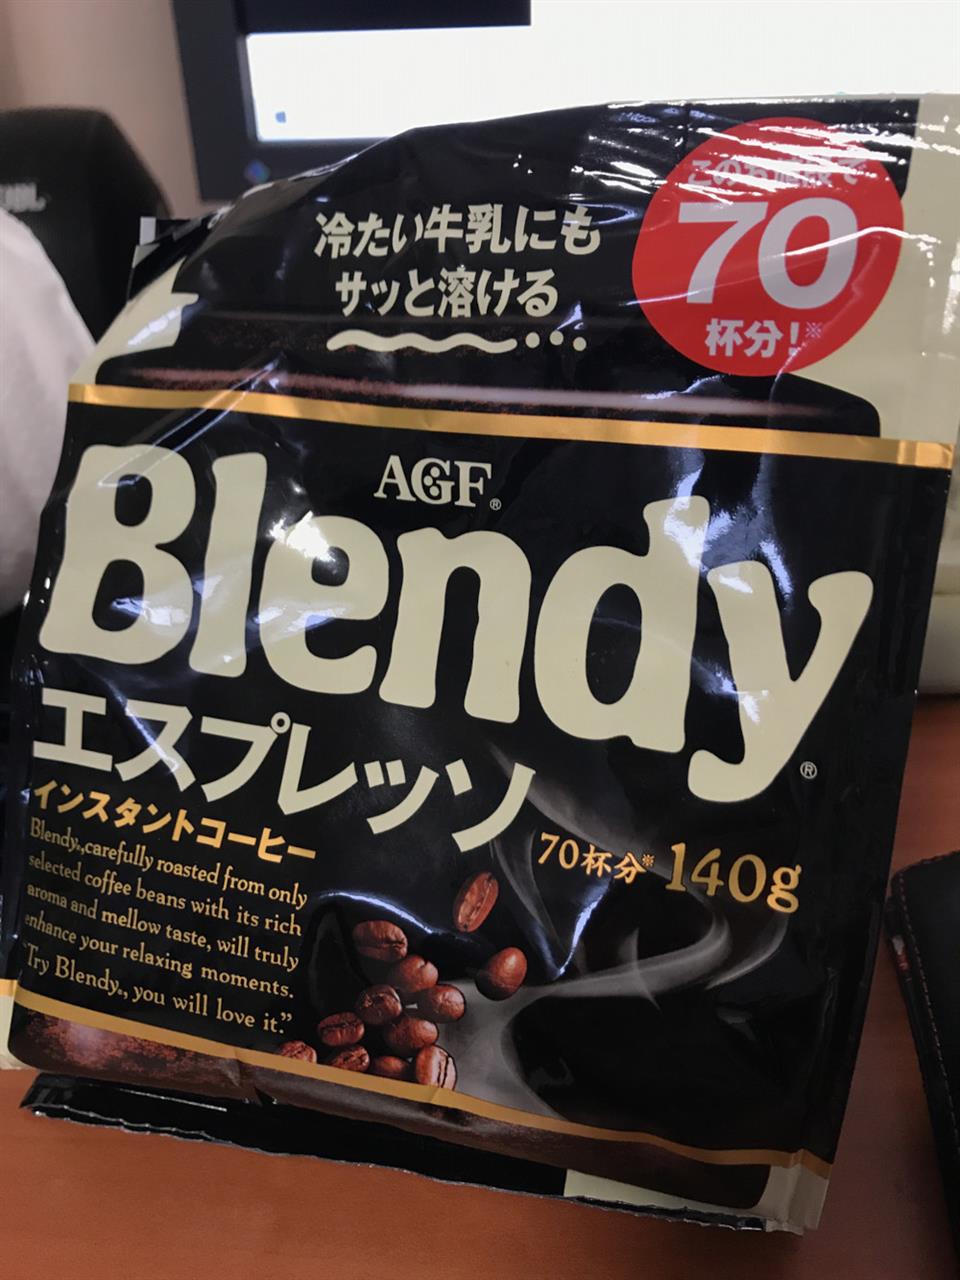 冷たい牛乳にも
サッと溶ける
このお値段で
70
杯分!※
AGF®
Blendy®
エスプレッソ
インスタントコーヒー
70杯分※ 140g
Blendy®,carefully roasted from only
selected coffee beans with its rich
aroma and mellow taste, will truly
enhance your relaxing moments.
"Try Blendy®, you will love it."